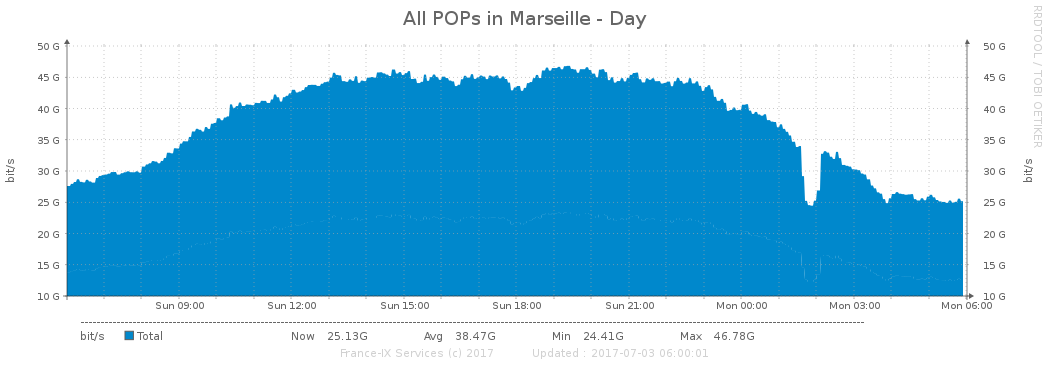 All POPs in Marseille - Day
RRDTOOL / TOBI OETIKER
50 G 50 G
45 G 45 G
40 G 40 G
35 G 35 G
30 G 30 G
25 G 25 G
20 G 20 G
15 G 15 G
10 G 10 G
bit/s
bit/s
Sun 09:00 Sun 12:00 Sun 15:00 Sun 18:00 Sun 21:00 Mon 00:00 Mon 03:00 Mon 06:00
bit/s Total Now 25.13G Avg 38.47G Min 24.41G Max 46.78G
France-IX Services (c) 2017 Updated : 2017-07-03 06:00:01